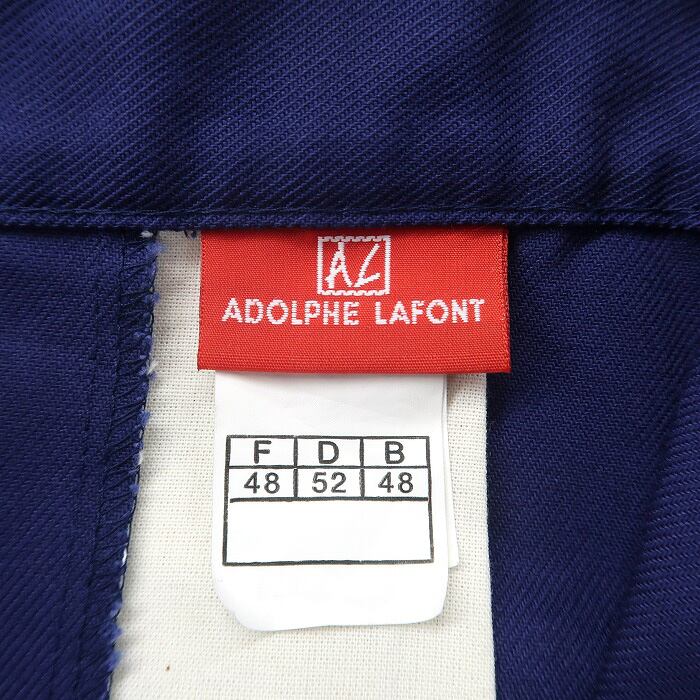 AL
ADOLPHE LAFONT
F D B
48 52 48